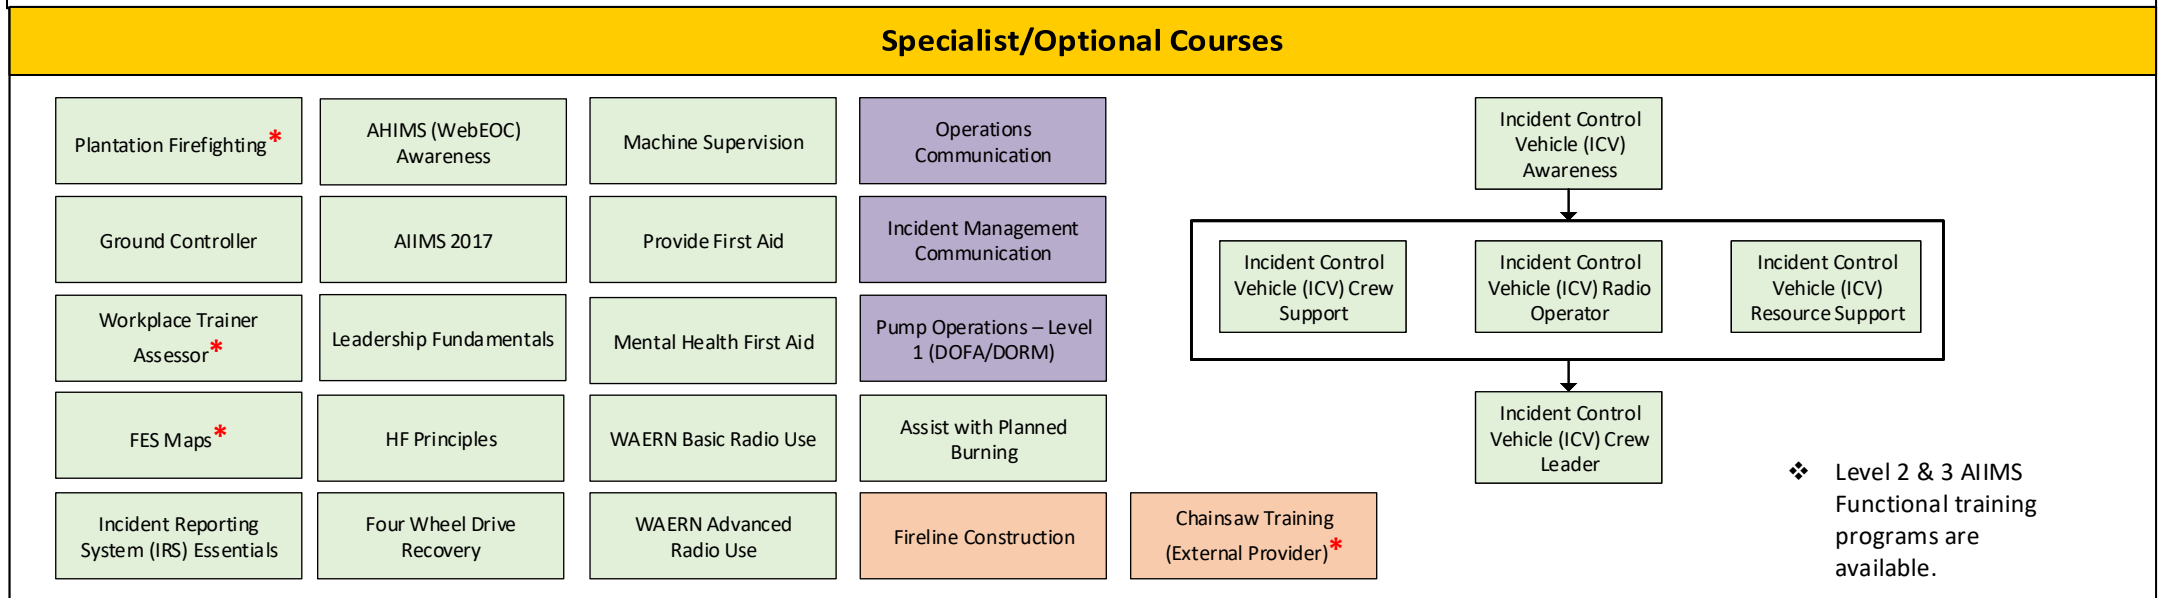 Specialist/Optional Courses
Plantation Firefighting*
AHIMS (WebEOC)
Awareness
Machine Supervision
Operations
Communication
Incident Control
Vehicle (ICV)
Awareness
Ground Controller
AIIMS 2017
Provide First Aid
Incident Management
Communication
Incident Control
Vehicle (ICV) Crew
Support
Incident Control
Vehicle (ICV) Radio
Operator
Incident Control
Vehicle (ICV)
Resource Support
Workplace Trainer
Assessor*
Leadership Fundamentals
Mental Health First Aid
Pump Operations – Level
1 (DOFA/DORM)
FES Maps*
HF Principles
WAERN Basic Radio Use
Assist with Planned
Burning
Incident Control
Vehicle (ICV) Crew
Leader
Incident Reporting
System (IRS) Essentials
Four Wheel Drive
Recovery
WAERN Advanced
Radio Use
Fireline Construction
Chainsaw Training
(External Provider)*
❖ Level 2 & 3 AIIMS
Functional training
programs are
available.